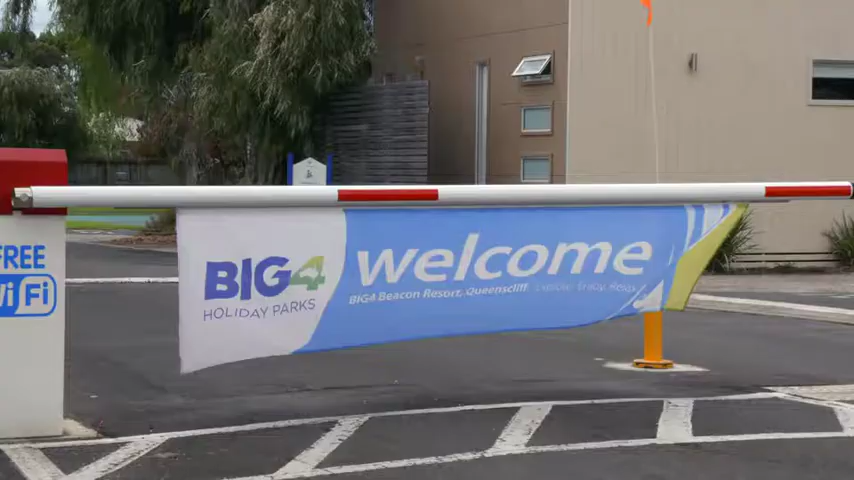 FREE
WiFi
BIG4
HOLIDAY PARKS
welcome
BIG4 Beacon Resort, Queenscliff